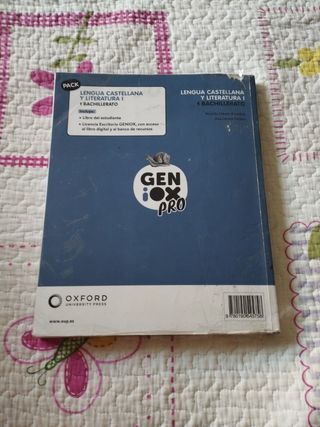 PACK
LENGUA CASTELLANA
Y LITERATURA I
1 BACHILLERATO
Incluye:
• Libro del estudiante
• Licencia Escritorio GENIOX, con acceso
al libro digital y al banco de recursos
LENGUA CASTELLANA
Y LITERATURA I
1 BACHILLERATO
GEN
iOX
PRO
OXFORD
UNIVERSITY PRESS
www.oup.es